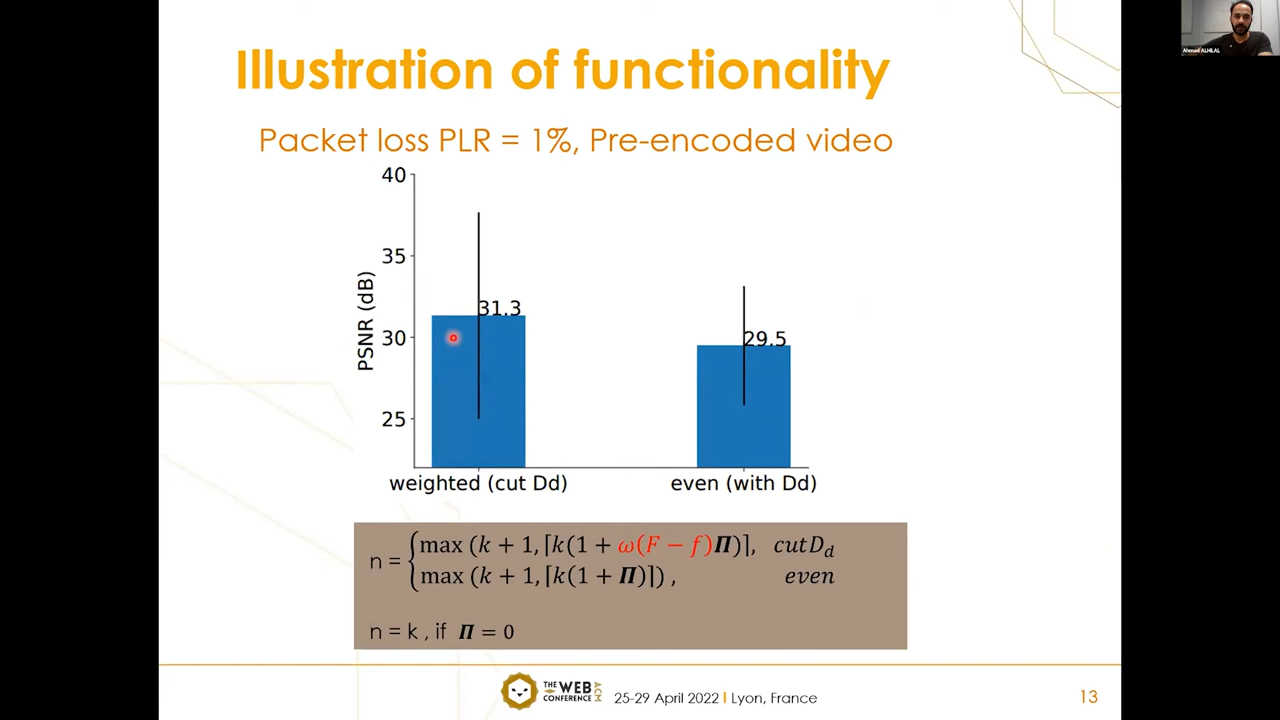 Ahmad ALHILAL
Illustration of functionality
Packet loss PLR = 1%, Pre-encoded video
40
35
30
25
PSNR (dB)
31.3
29.5
weighted (cut Dd)
even (with Dd)
n = {max (k + 1, ⌈k(1 + ω(F − f)Π)⌉, cutD_d
max (k + 1, ⌈k(1 + Π)⌉) , even
n = k , if Π = 0
THE WEB CONFERENCE ACM
25-29 April 2022 I Lyon, France
13